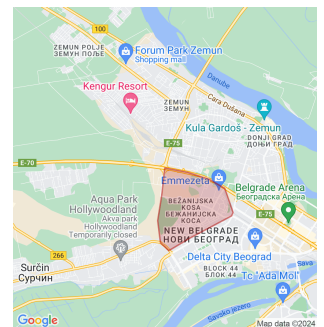 100
ZEMUN POLJE
ЗЕМУН ПОЉЕ
Forum Park Zemun
Shopping mall
Danube
Kengur Resort
Cara Dušana
ZEMUN
ЗЕМУН
Kula Gardoš - Zemun
DONJI GRAD
ДОЊИ ГРАД
E-75
E-70
Emmezeta
Belgrade Arena
Београдска Арена
BEŽANIJSKA
KOSA
БЕЖАНИЈСКА
КОСА
Aqua Park
Hollywoodland
Akva park
Hollywoodland
Temporarily closed
E-75
NEW BELGRADE
НОВИ БЕОГРАД
266
Surčin
Сурчин
Delta City Beograd
BLOCK 44
БЛОК 44
Tc "Ada Mol"
Savsko jezero
Google
Map data ©2024